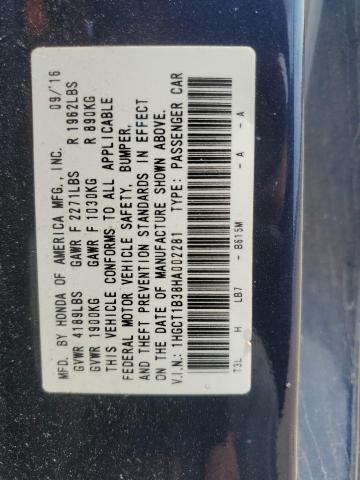 MFD. BY HONDA OF AMERICA MFG., INC. 09/'16
GVWR 4189LBS GAWR F 2271LBS R 1962LBS
GVWR 1900KG GAWR F 1030KG R 890KG
THIS VEHICLE CONFORMS TO ALL APPLICABLE
FEDERAL MOTOR VEHICLE SAFETY, BUMPER,
AND THEFT PREVENTION STANDARDS IN EFFECT
ON THE DATE OF MANUFACTURE SHOWN ABOVE.
V.I.N.: 1HGCT1B38HA002281 TYPE: PASSENGER CAR
T3L H LB7 - B615M - A - A